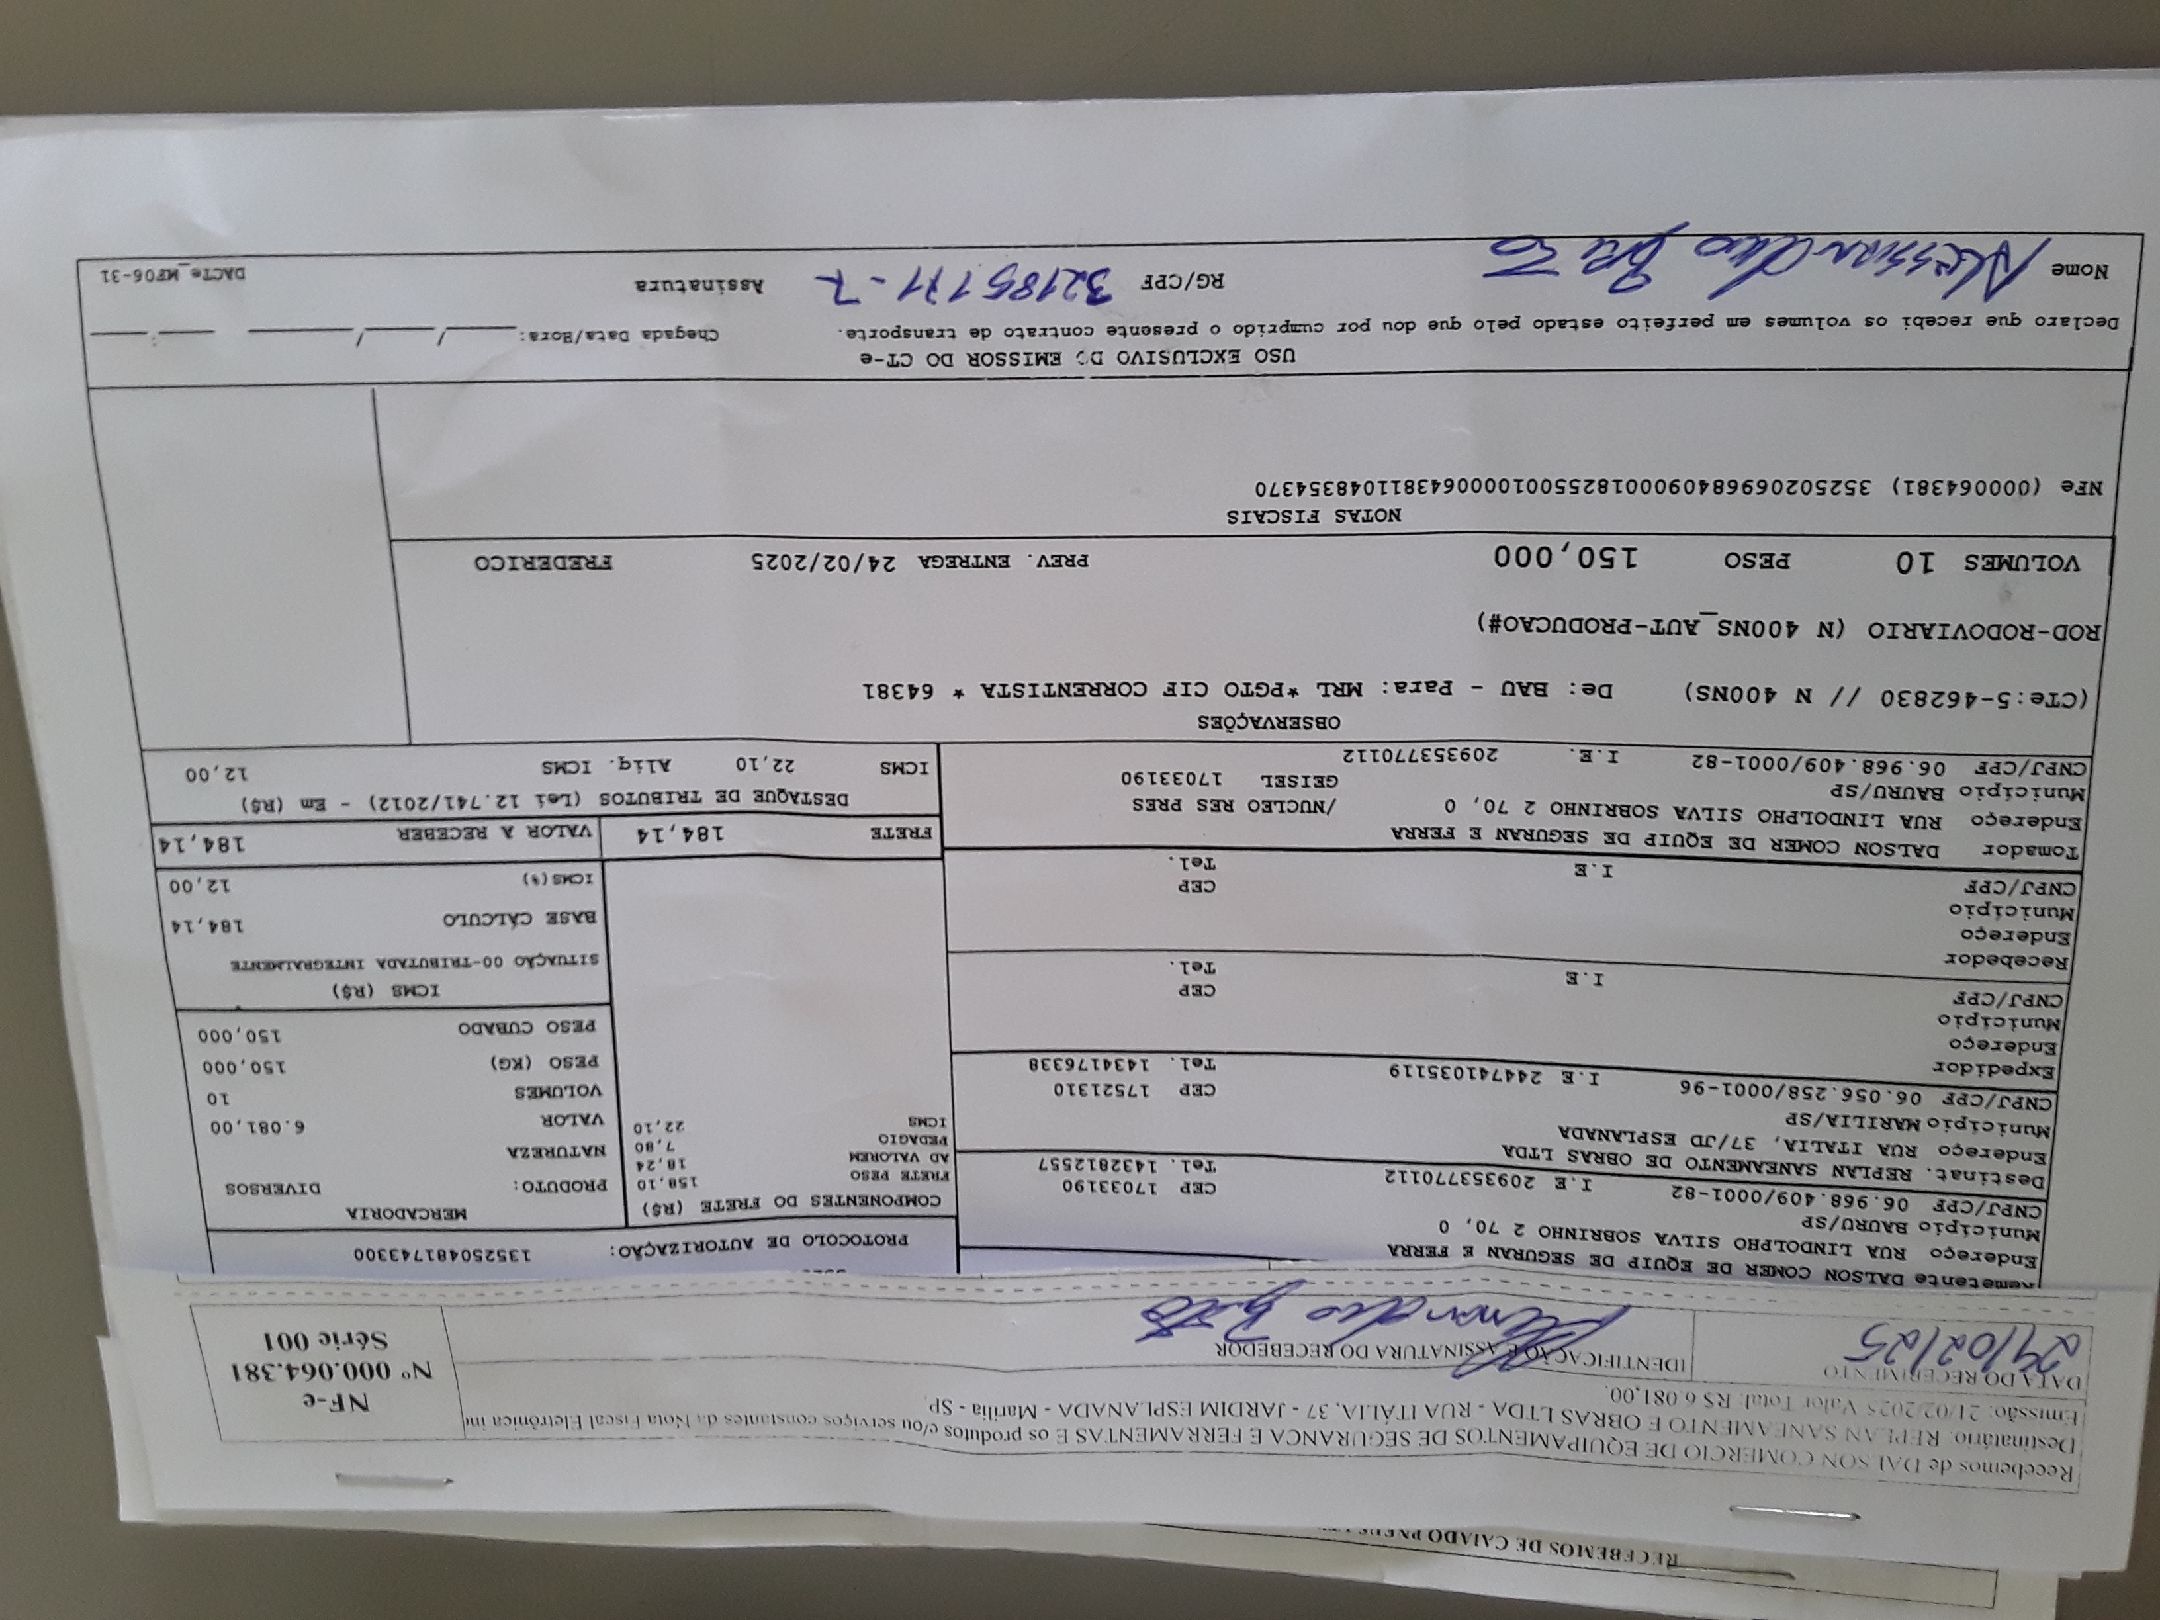 RECEBEMOS DE CAIADO PNEUS
Recebemos de DALSON COMERCIO DE EQUIPAMENTOS DE SEGURANCA E FERRAMENTAS E os produtos e/ou serviços constantes da Nota Fiscal Eletrônica
Destinatário: REPLAN SANEAMENTO E OBRAS LTDA - RUA ITÁLIA, 37 - JARDIM ESPLANADA - Marília - Sp.
Emissão: 21/02/2025 Valor Total: R$ 6.081,00.
DATA DO RECEBIMENTO
24/02/25
IDENTIFICAÇÃO E ASSINATURA DO RECEBEDOR
NF-e
Nº 000.064.381
Série 001
Remetente DALSON COMER DE EQUIP DE SEGURAN E FERRA
Endereço RUA LINDOLPHO SILVA SOBRINHO 2 70, 0
Município BAURU/SP CEP 17033190
CNPJ/CPF 06.968.409/0001-82 I.E 209353770112 Tel. 1432812557
Destinat. REPLAN SANEAMENTO DE OBRAS LTDA
Endereço RUA ITALIA, 37/JD ESPLANADA
Município MARILIA/SP CEP 17521310
CNPJ/CPF 06.056.258/0001-96 I.E 244741035119 Tel. 1434176338
Expedidor
Endereço
Município CEP
CNPJ/CPF I.E Tel.
Recebedor
Endereço
Município CEP
CNPJ/CPF I.E Tel.
Tomador DALSON COMER DE EQUIP DE SEGURAN E FERRA
Endereço RUA LINDOLPHO SILVA SOBRINHO 2 70, 0 /NUCLEO RES PRES
Município BAURU/SP GEISEL 17033190
CNPJ/CPF 06.968.409/0001-82 I.E. 209353770112
PROTOCOLO DE AUTORIZAÇÃO: 135250481743300
COMPONENTES DO FRETE (R$)
FRETE PESO 158,10
AD VALOREM 18,24
PEDAGIO 7,80
ICMS 22,10
MERCADORIA
PRODUTO: DIVERSOS
NATUREZA
VALOR 6.081,00
VOLUMES 10
PESO (KG) 150,000
PESO CUBADO 150,000
ICMS (R$)
SITUAÇÃO 00-TRIBUTADA INTEGRALMENTE
BASE CÁLCULO 184,14
ICMS(%) 12,00
FRETE 184,14 VALOR A RECEBER 184,14
DESTAQUE DE TRIBUTOS (Lei 12.741/2012) - Em (R$)
ICMS 22,10 Aliq. ICMS 12,00
OBSERVAÇÕES
(CTe:5-462830 // N 400NS) De: BAU - Para: MRL *PGTO CIF CORRENTISTA * 64381
ROD-RODOVIARIO (N 400NS_AUT-PRODUCAO#)
VOLUMES 10 PESO 150,000 PREV. ENTREGA 24/02/2025 FREDERICO
NOTAS FISCAIS
NFe (000064381) 35250206968409000182550010000643811048354370
USO EXCLUSIVO DO EMISSOR DO CT-e
Declaro que recebi os volumes em perfeito estado pelo que dou por cumprido o presente contrato de transporte. Chegada Data/Hora: ____/____/____ __:__
Nome Alessandro Brito RG/CPF 32185171-7 Assinatura
DACTe_MF06-31